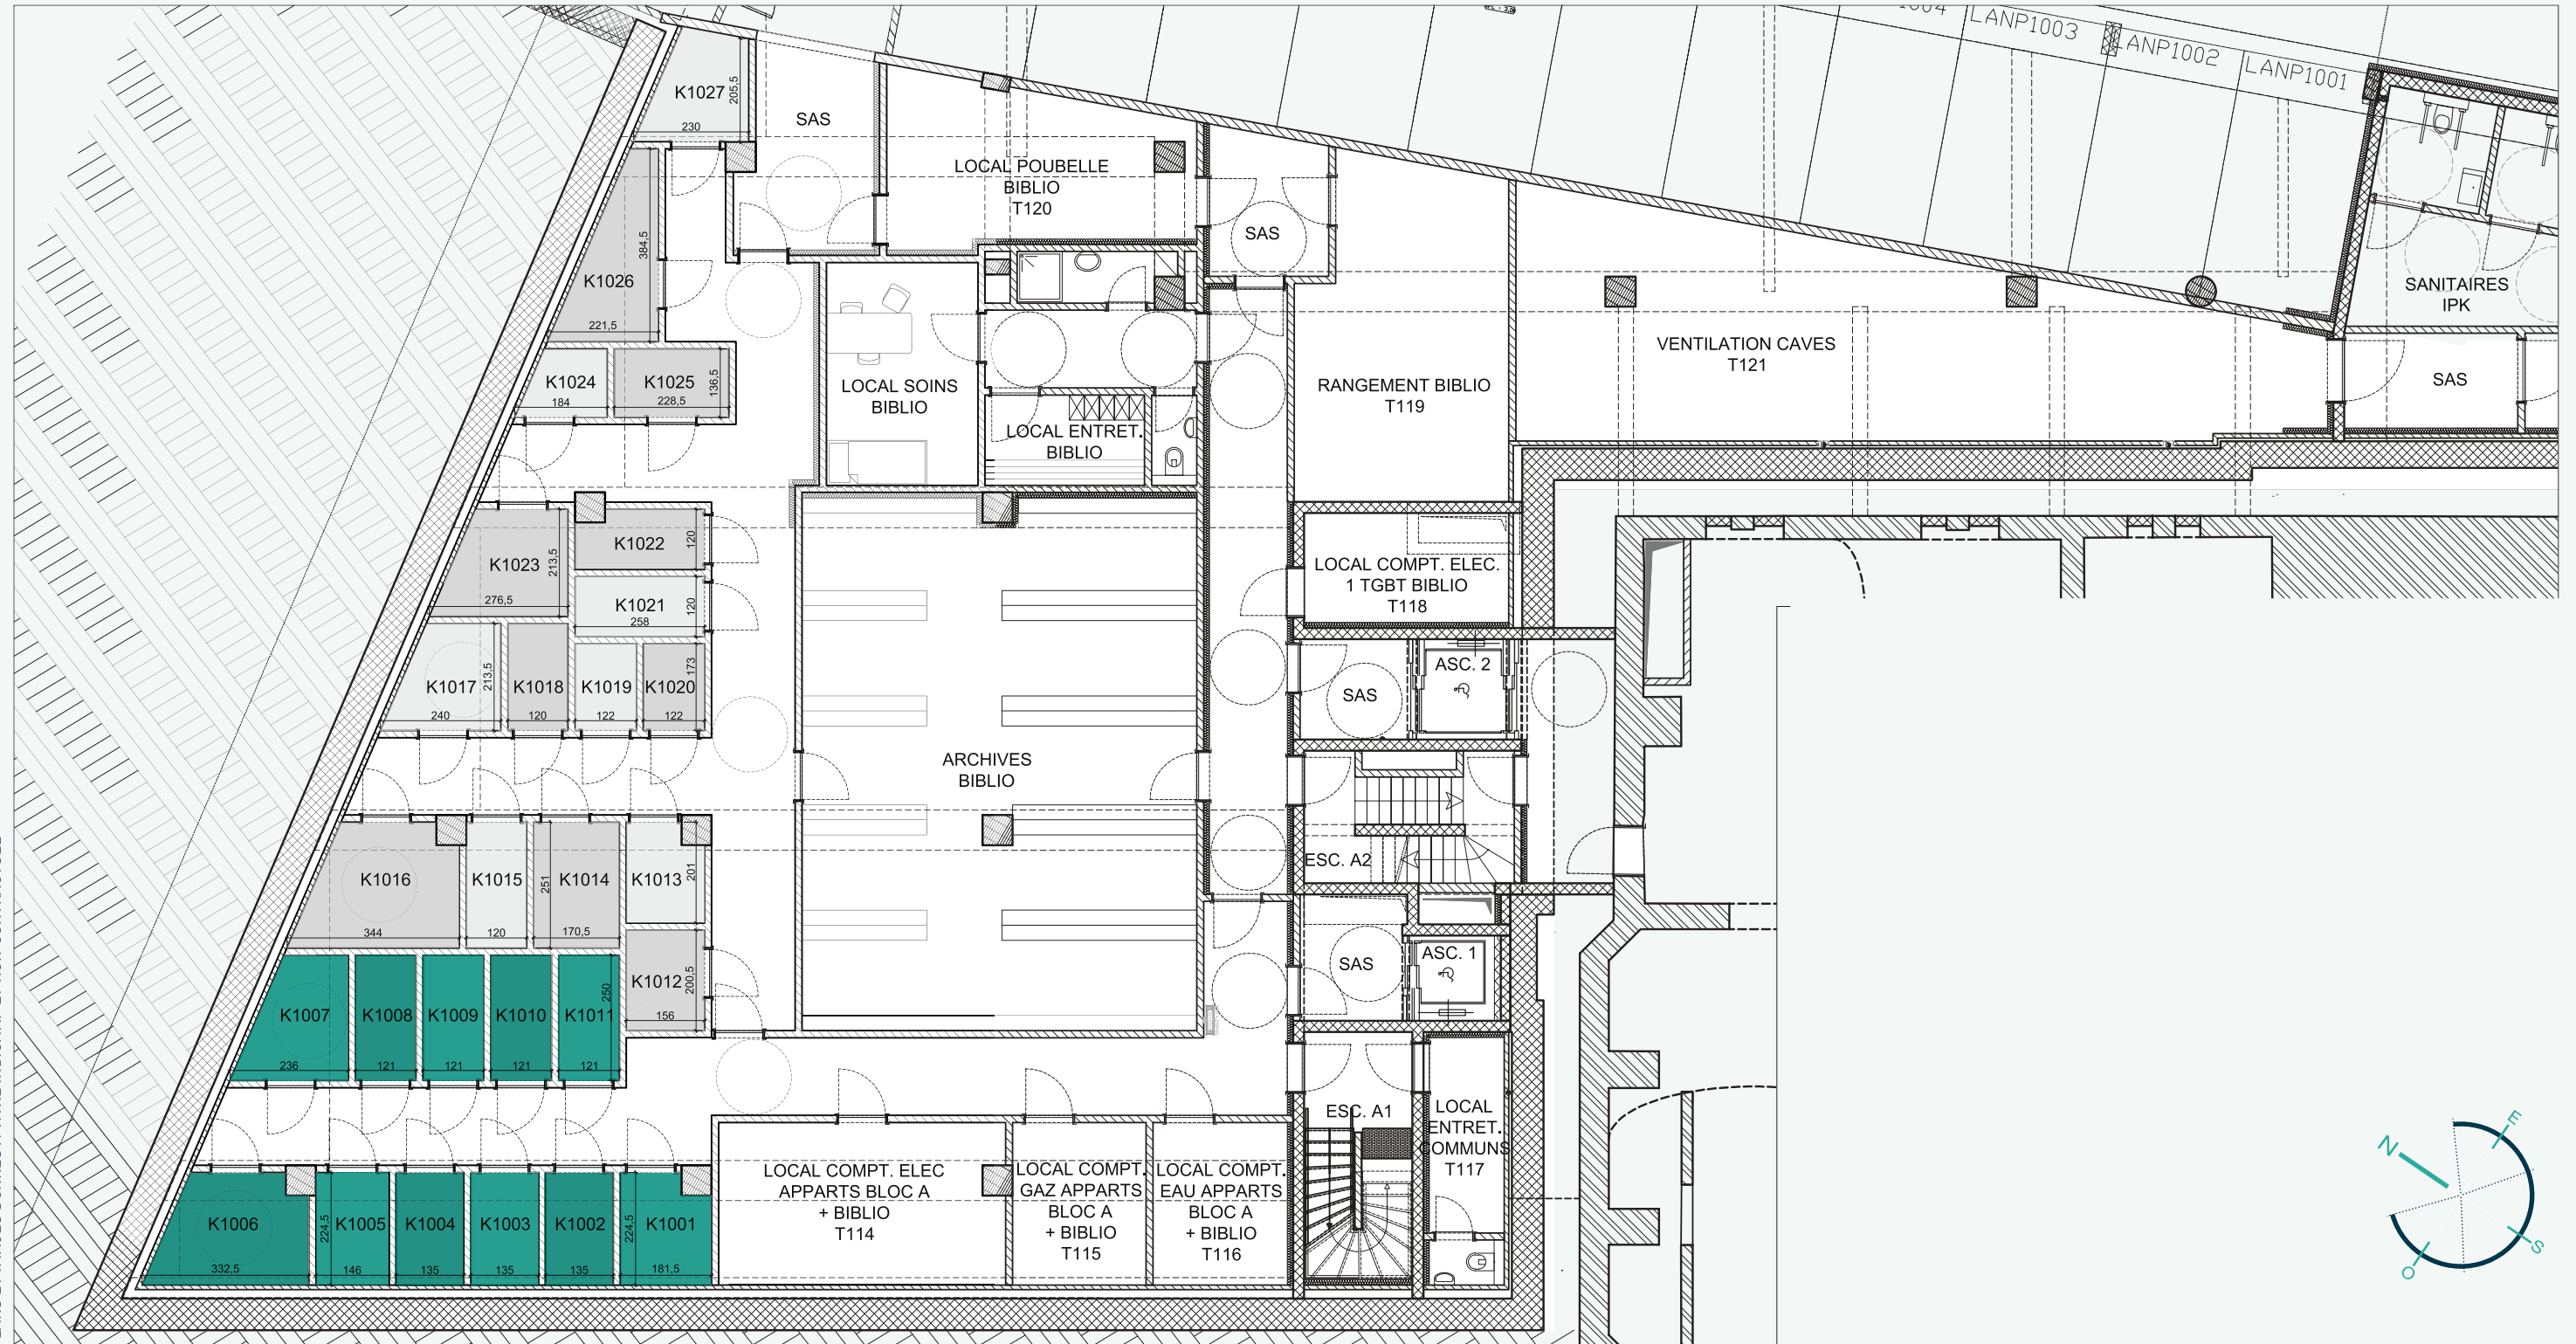 1004
LANP1003
LANP1002
LANP1001
K1027
205,5
230
SAS
LOCAL POUBELLE
BIBLIO
T120
SAS
K1026
384,5
221,5
K1024
184
K1025
136,5
228,5
LOCAL SOINS
BIBLIO
LOCAL ENTRET.
BIBLIO
RANGEMENT BIBLIO
T119
VENTILATION CAVES
T121
SANITAIRES
IPK
SAS
K1023
213,5
276,5
K1022
120
K1021
120
258
K1017
213,5
240
K1018
120
K1019
122
K1020
173
122
LOCAL COMPT. ELEC.
1 TGBT BIBLIO
T118
SAS
ASC. 2
ARCHIVES
BIBLIO
ESC. A2
K1016
344
K1015
120
K1014
251
170,5
K1013
201
K1012
200,5
156
SAS
ASC. 1
K1007
236
K1008
121
K1009
121
K1010
121
K1011
250
121
ESC. A1
LOCAL
ENTRET.
COMMUNS
T117
K1006
332,5
K1005
224,5
146
K1004
135
K1003
135
K1002
135
K1001
224,5
181,5
LOCAL COMPT. ELEC
APPARTS BLOC A
+ BIBLIO
T114
LOCAL COMPT.
GAZ APPARTS
BLOC A
+ BIBLIO
T115
LOCAL COMPT.
EAU APPARTS
BLOC A
+ BIBLIO
T116
N
E
S
O